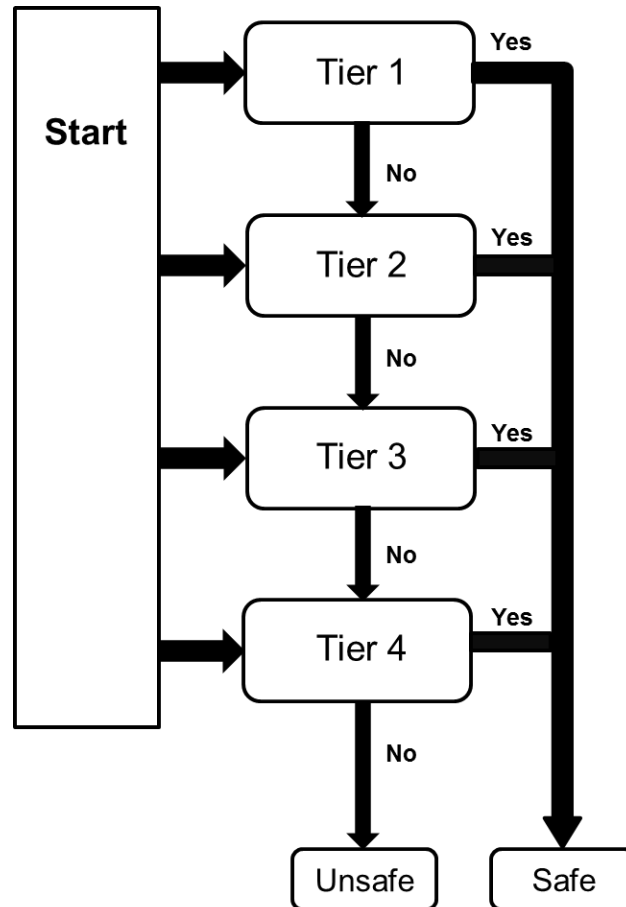 Start
Tier 1
Yes
No
Tier 2
Yes
No
Tier 3
Yes
No
Tier 4
Yes
No
Unsafe
Safe